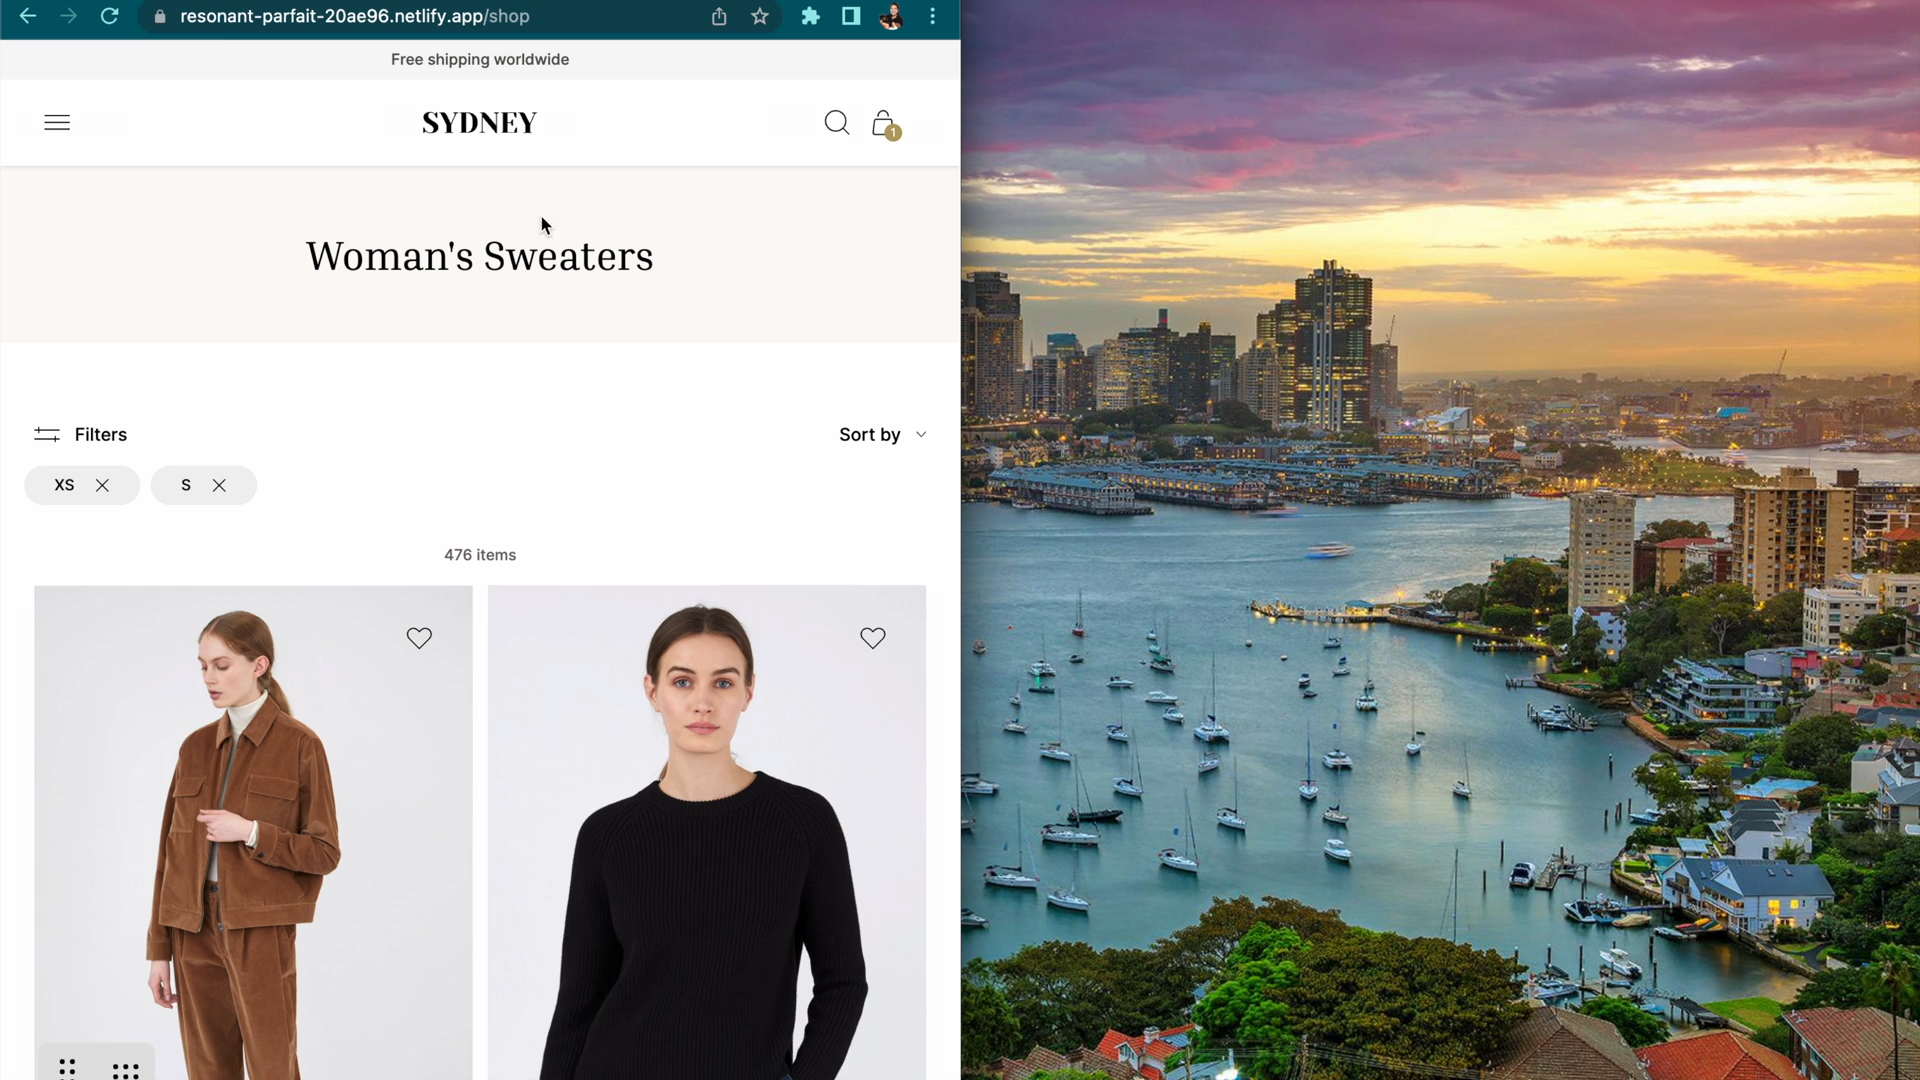 resonant-parfait-20ae96.netlify.app/shop
Free shipping worldwide
SYDNEY
1
Woman's Sweaters
Filters
Sort by
XS
S
476 items